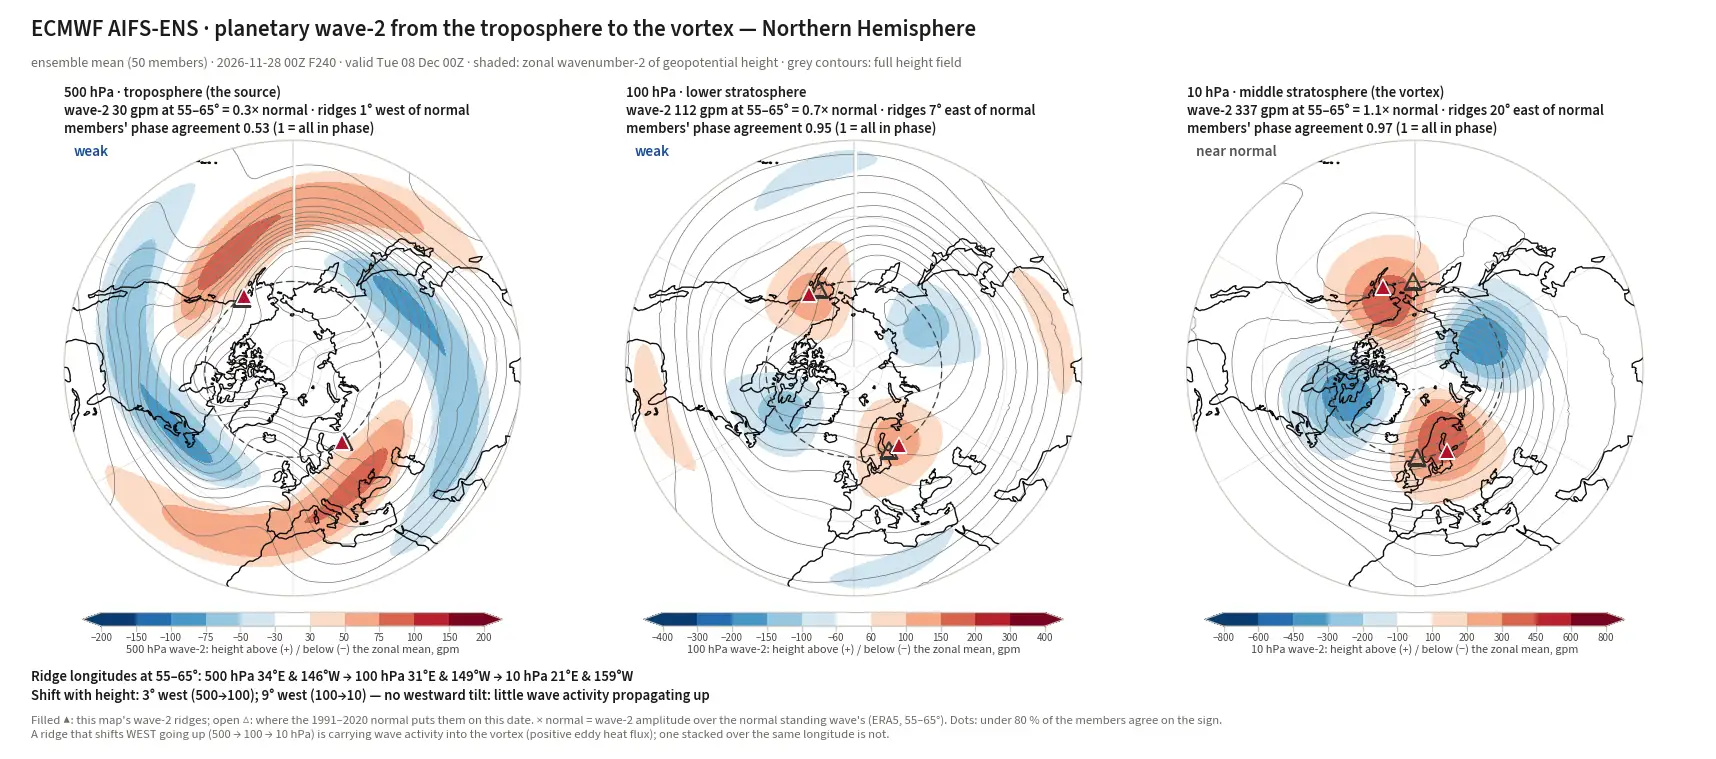 ECMWF AIFS-ENS · planetary wave-2 from the troposphere to the vortex — Northern Hemisphere
ensemble mean (50 members) · 2026-11-28 00Z F240 · valid Tue 08 Dec 00Z · shaded: zonal wavenumber-2 of geopotential height · grey contours: full height field
500 hPa · troposphere (the source)
wave-2 30 gpm at 55–65° = 0.3× normal · ridges 1° west of normal
members' phase agreement 0.53 (1 = all in phase)
weak
100 hPa · lower stratosphere
wave-2 112 gpm at 55–65° = 0.7× normal · ridges 7° east of normal
members' phase agreement 0.95 (1 = all in phase)
weak
10 hPa · middle stratosphere (the vortex)
wave-2 337 gpm at 55–65° = 1.1× normal · ridges 20° east of normal
members' phase agreement 0.97 (1 = all in phase)
near normal
−200 −150 −100 −75 −50 −30 30 50 75 100 150 200
500 hPa wave-2: height above (+) / below (−) the zonal mean, gpm
−400 −300 −200 −150 −100 −60 60 100 150 200 300 400
100 hPa wave-2: height above (+) / below (−) the zonal mean, gpm
−800 −600 −450 −300 −200 −100 100 200 300 450 600 800
10 hPa wave-2: height above (+) / below (−) the zonal mean, gpm
Ridge longitudes at 55–65°: 500 hPa 34°E & 146°W → 100 hPa 31°E & 149°W → 10 hPa 21°E & 159°W
Shift with height: 3° west (500→100); 9° west (100→10) — no westward tilt: little wave activity propagating up
Filled ▲: this map's wave-2 ridges; open △: where the 1991–2020 normal puts them on this date. × normal = wave-2 amplitude over the normal standing wave's (ERA5, 55–65°). Dots: under 80 % of the members agree on the sign.
A ridge that shifts WEST going up (500 → 100 → 10 hPa) is carrying wave activity into the vortex (positive eddy heat flux); one stacked over the same longitude is not.